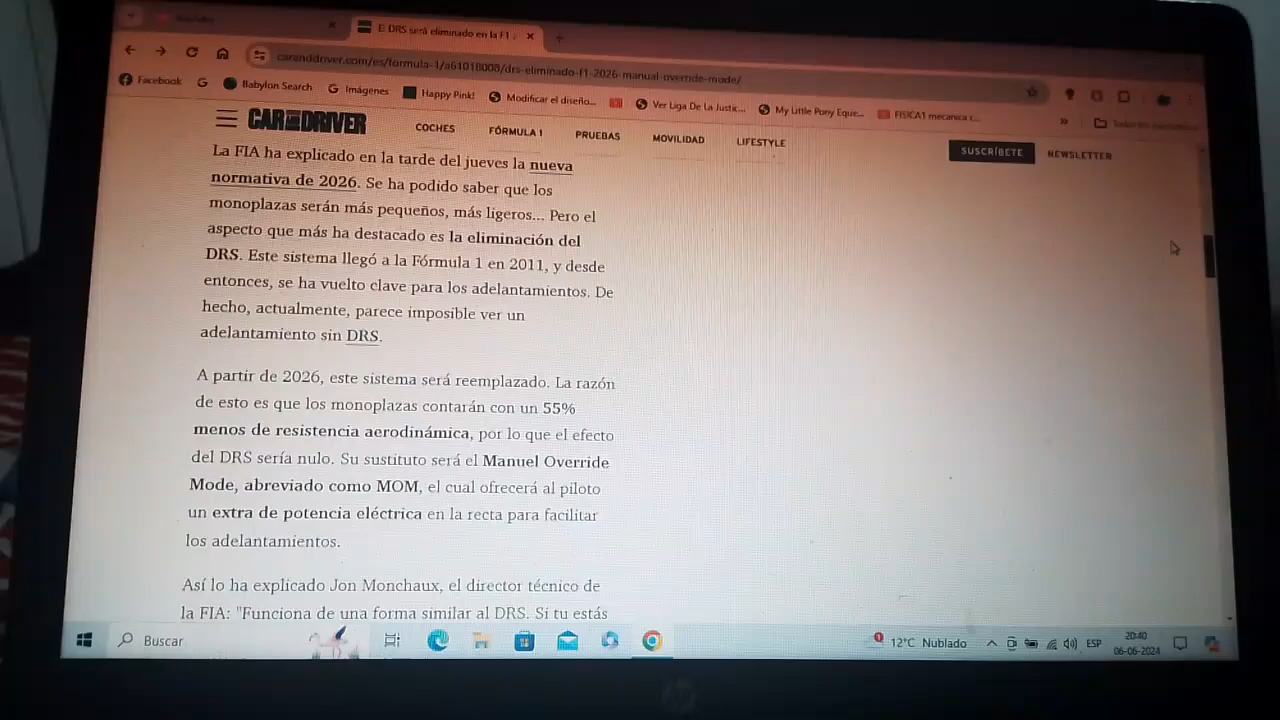 El DRS será eliminado en la F1
caranddriver.com/es/formula-1/a61018008/drs-eliminado-f1-2026-manual-override-mode/
Facebook
Babylon Search
Imágenes
Happy Pink!
Modificar el diseño...
Ver Liga De La Justic...
My Little Pony Eque...
FISICA1 mecanica c...
CAR AND DRIVER
COCHES
FÓRMULA 1
PRUEBAS
MOVILIDAD
LIFESTYLE
SUSCRÍBETE
NEWSLETTER
La FIA ha explicado en la tarde del jueves la nueva
normativa de 2026. Se ha podido saber que los
monoplazas serán más pequeños, más ligeros... Pero el
aspecto que más ha destacado es la eliminación del
DRS. Este sistema llegó a la Fórmula 1 en 2011, y desde
entonces, se ha vuelto clave para los adelantamientos. De
hecho, actualmente, parece imposible ver un
adelantamiento sin DRS.
A partir de 2026, este sistema será reemplazado. La razón
de esto es que los monoplazas contarán con un 55%
menos de resistencia aerodinámica, por lo que el efecto
del DRS sería nulo. Su sustituto será el Manuel Override
Mode, abreviado como MOM, el cual ofrecerá al piloto
un extra de potencia eléctrica en la recta para facilitar
los adelantamientos.
Así lo ha explicado Jon Monchaux, el director técnico de
la FIA: "Funciona de una forma similar al DRS. Si tu estás
Buscar
12°C Nublado
ESP
20:40
06-06-2024